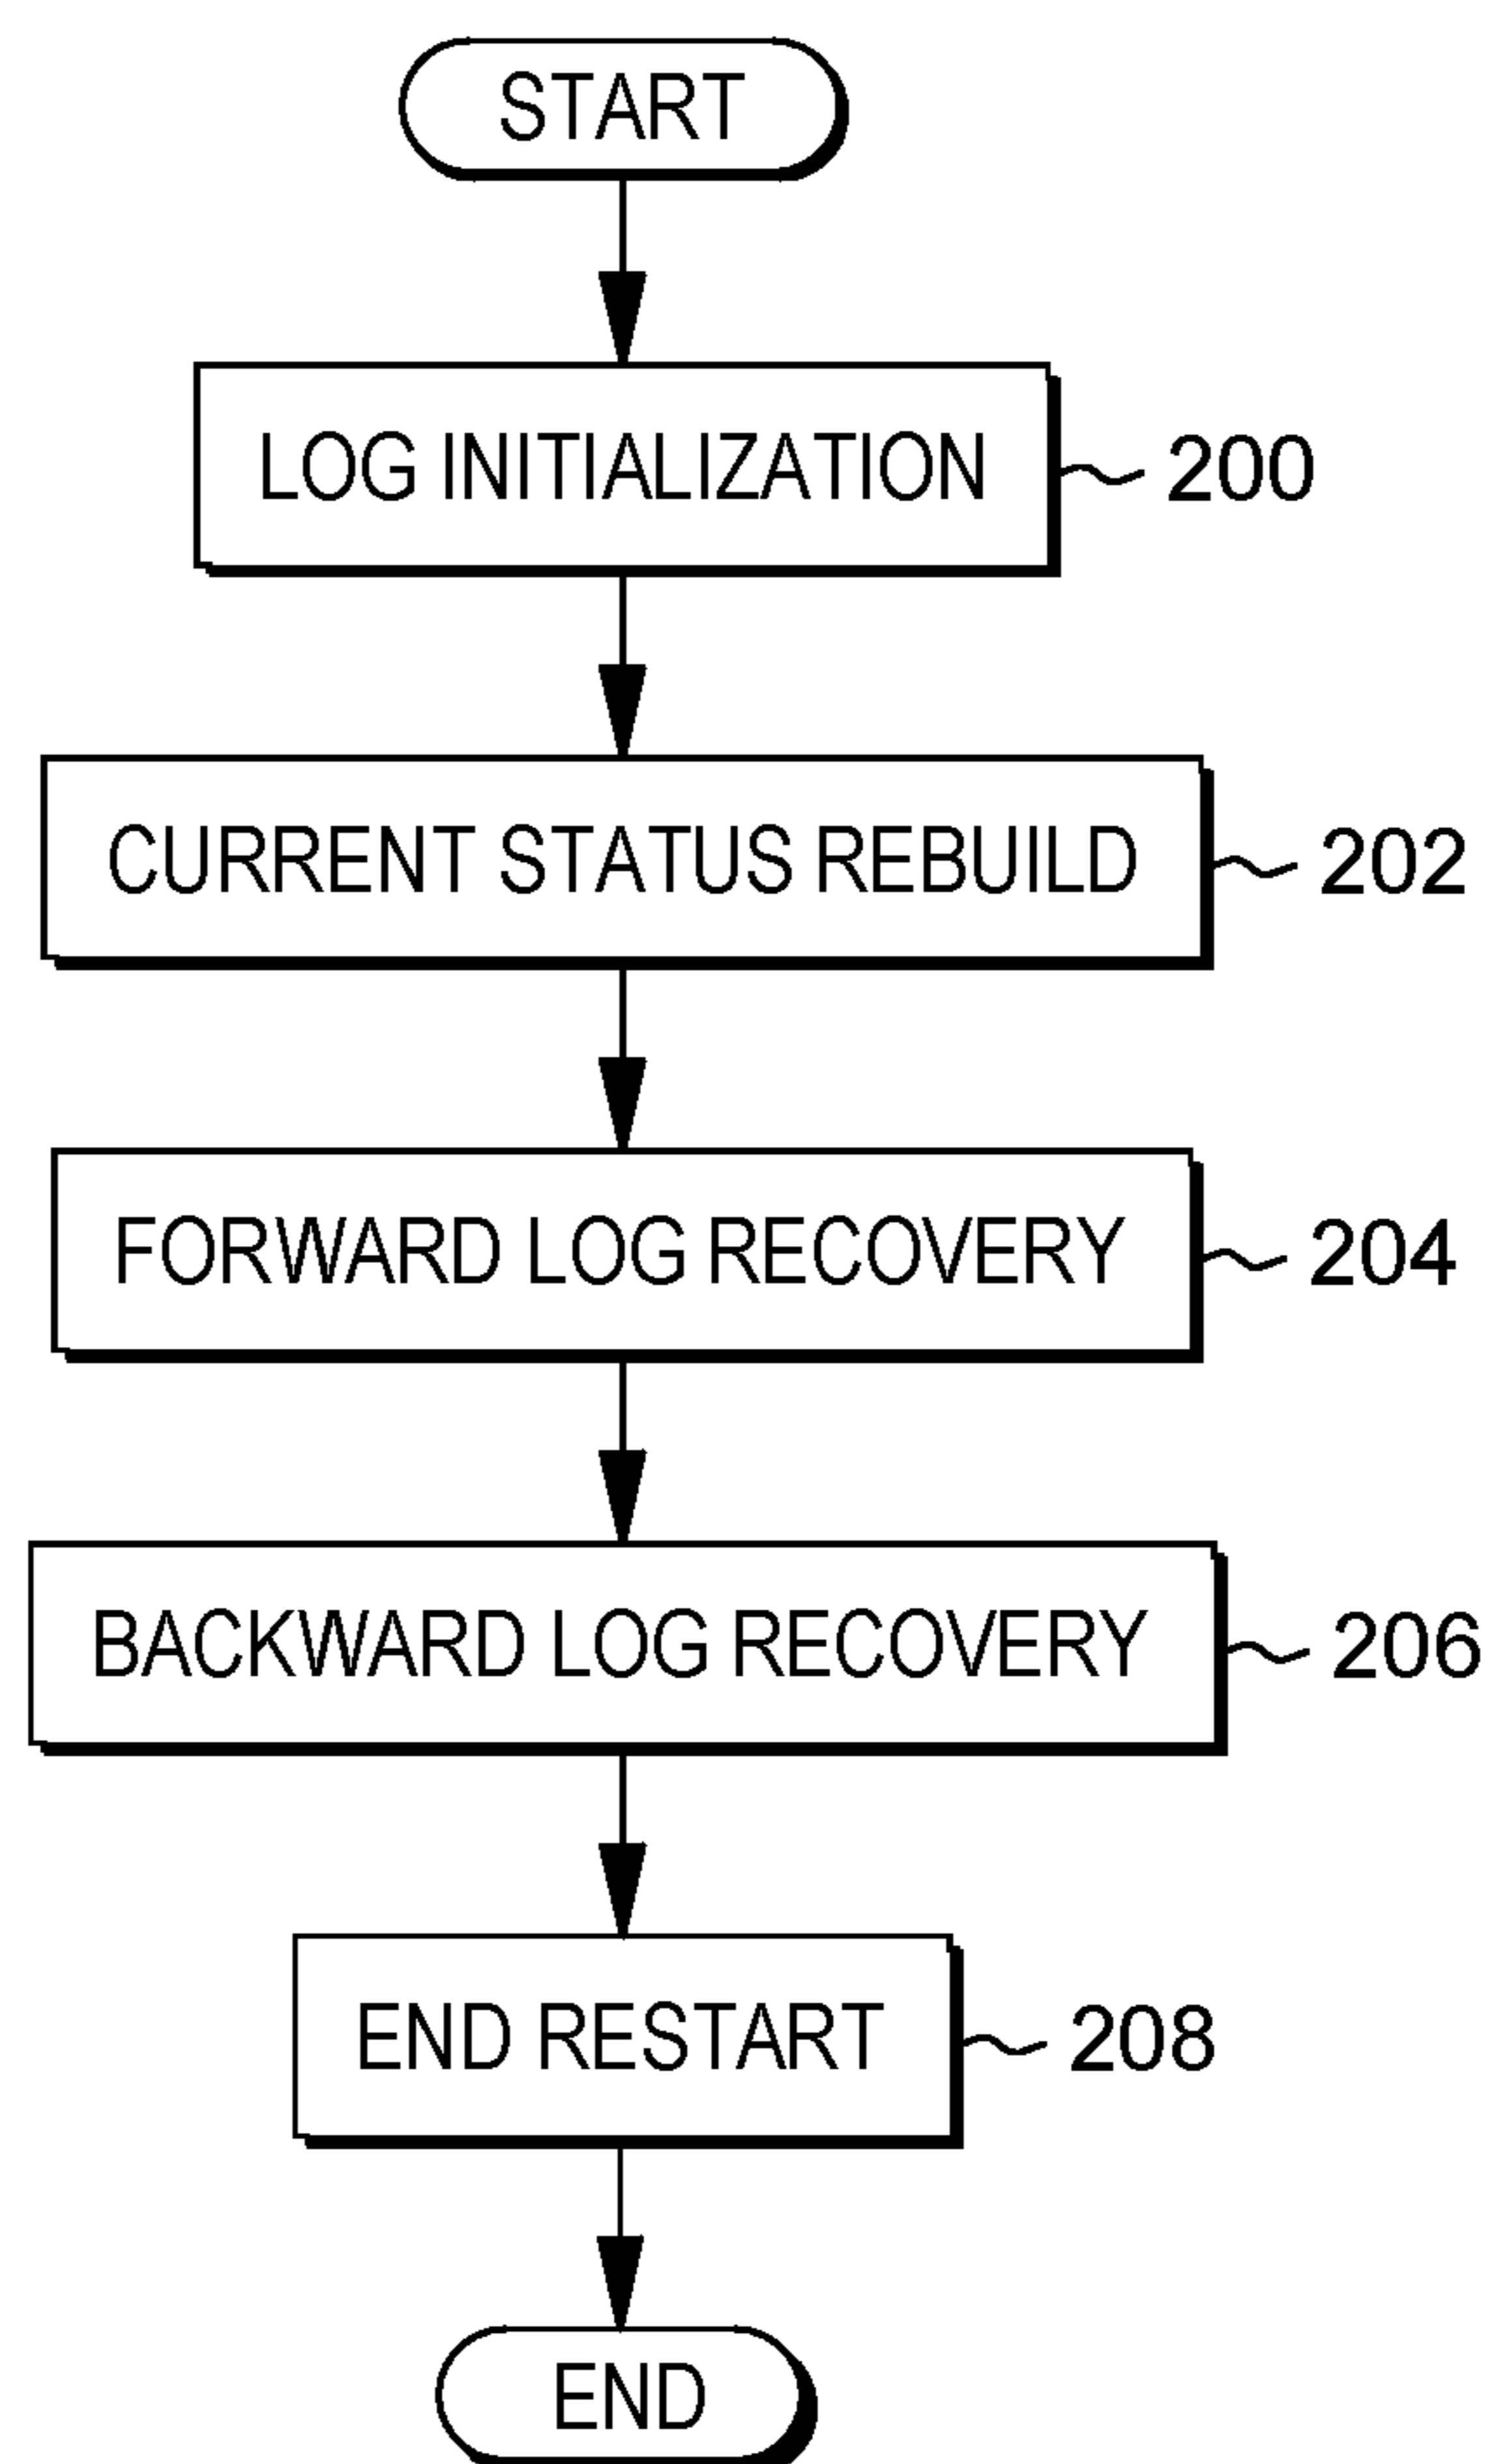 START
LOG INITIALIZATION 200
CURRENT STATUS REBUILD 202
FORWARD LOG RECOVERY 204
BACKWARD LOG RECOVERY 206
END RESTART 208
END